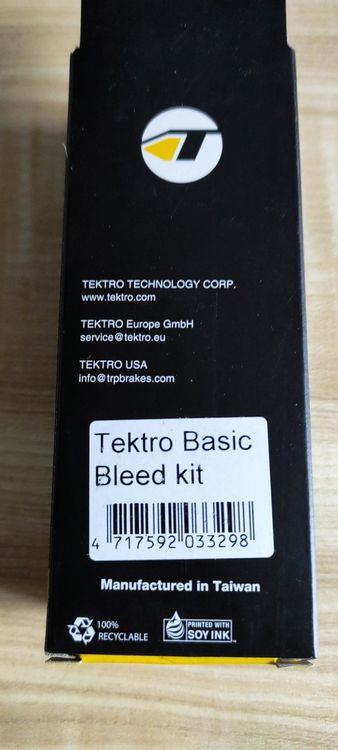 TEKTRO TECHNOLOGY CORP.
www.tektro.com
TEKTRO Europe GmbH
service@tektro.eu
TEKTRO USA
info@trpbrakes.com
Tektro Basic
Bleed kit
4 717592 033298
Manufactured in Taiwan
100%
RECYCLABLE
PRINTED WITH
SOY INK